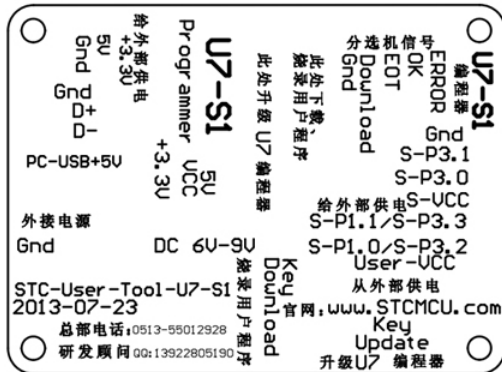 给外部供电
+3.3V
5V
Gnd
Gnd
D+
D-
PC-USB+5V
外接电源
Gnd
DC 6V-9V
U7-S1
Programmer
5V
VCC
+3.3V
此处升级 U7 编程器
此处下载、
烧录用户程序
分选机信号
OK
ERROR
EOT
Download
Gnd
U7-S1
编程器
Gnd
S-P3.1
S-P3.0
S-VCC
给外部供电
S-P1.1/S-P3.3
S-P1.0/S-P3.2
User-VCC
从外部供电
STC-User-Tool-U7-S1
2013-07-23
总部电话:0513-55012928
研发顾问QQ:13922805190
Key
Download
烧录用户程序
官网:www.STCMCU.com
Key
Update
升级U7 编程器